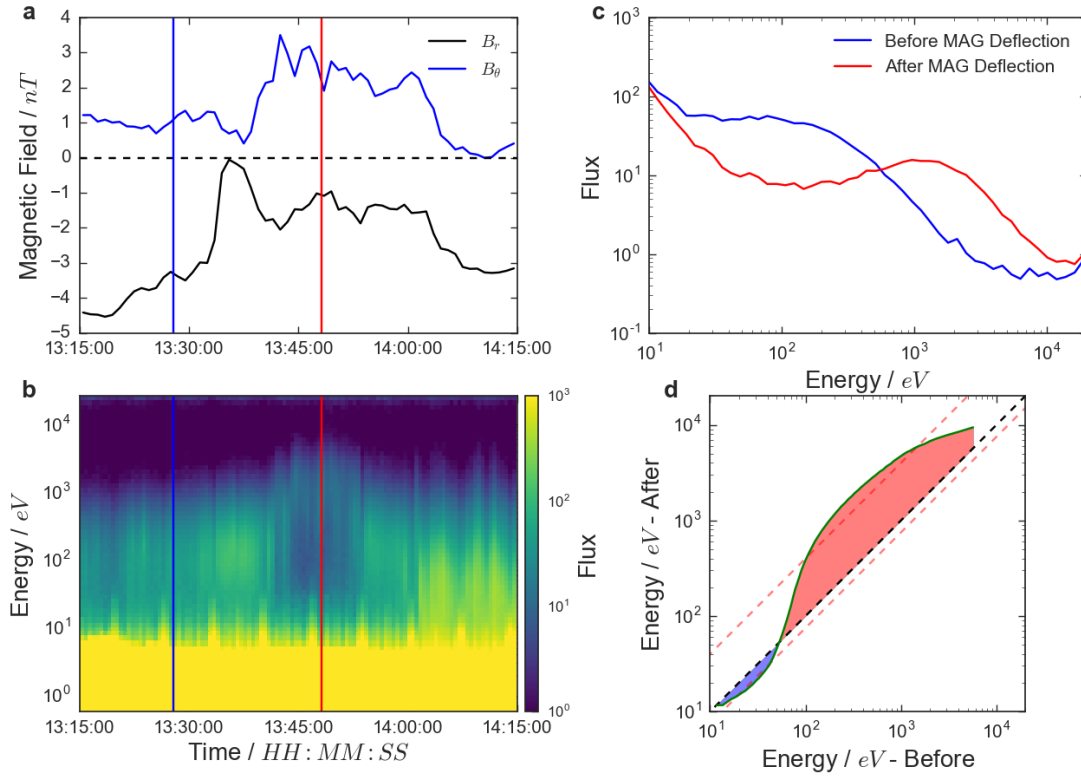 a
4
3
2
1
0
−1
−2
−3
−4
−5
Magnetic Field / nT
B_r
B_θ
13:15:00 13:30:00 13:45:00 14:00:00 14:15:00
c
10^3
10^2
10^1
10^0
10^-1
Flux
Before MAG Deflection
After MAG Deflection
10^1 10^2 10^3 10^4
Energy / eV
b
10^4
10^3
10^2
10^1
10^0
Energy / eV
13:15:00 13:30:00 13:45:00 14:00:00 14:15:00
Time / HH : MM : SS
10^3
10^2
10^1
10^0
Flux
d
10^4
10^3
10^2
10^1
Energy / eV - After
10^1 10^2 10^3 10^4
Energy / eV - Before